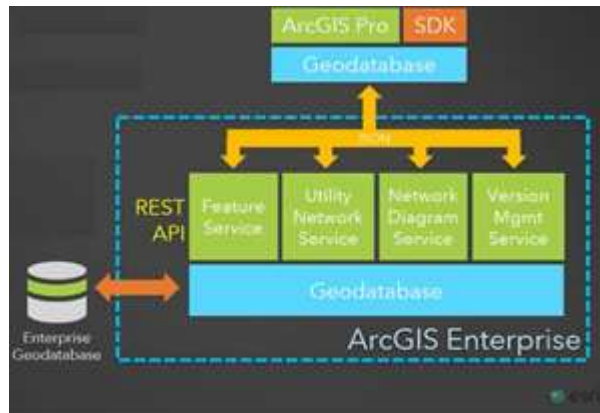 ArcGIS Pro
SDK
Geodatabase
JSON
REST
API
Feature
Service
Utility
Network
Service
Network
Diagram
Service
Version
Mgmt
Service
Geodatabase
Enterprise
Geodatabase
ArcGIS Enterprise
esri